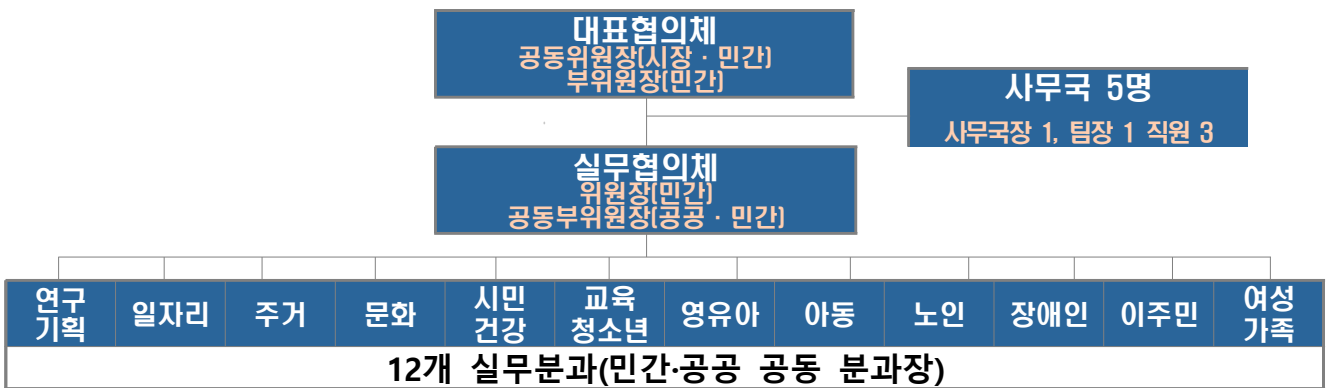 대표협의체
공동위원장(시장·민간)
부위원장(민간)
사무국 5명
사무국장 1, 팀장 1 직원 3
실무협의체
위원장(민간)
공동부위원장(공공·민간)
연구
기획
일자리
주거
문화
시민
건강
교육
청소년
영유아
아동
노인
장애인
이주민
여성
가족
12개 실무분과(민간·공공 공동 분과장)